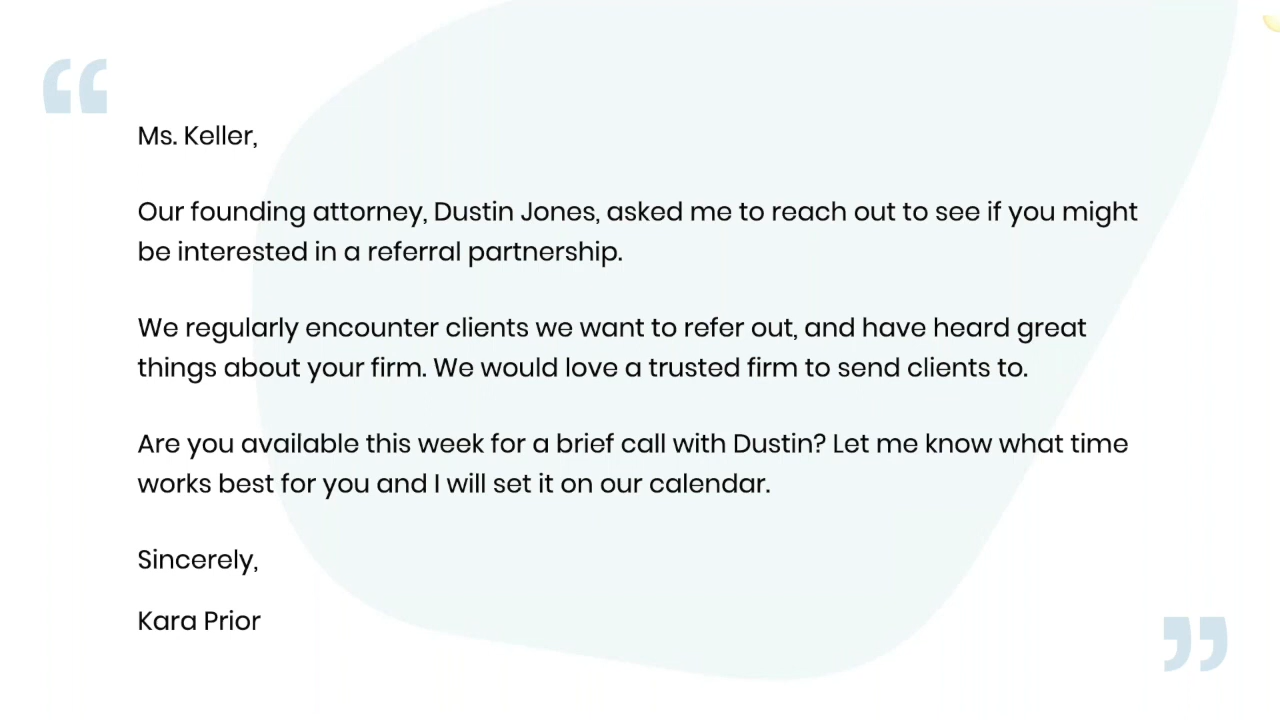 “
Ms. Keller,
Our founding attorney, Dustin Jones, asked me to reach out to see if you might
be interested in a referral partnership.
We regularly encounter clients we want to refer out, and have heard great
things about your firm. We would love a trusted firm to send clients to.
Are you available this week for a brief call with Dustin? Let me know what time
works best for you and I will set it on our calendar.
Sincerely,
Kara Prior
”